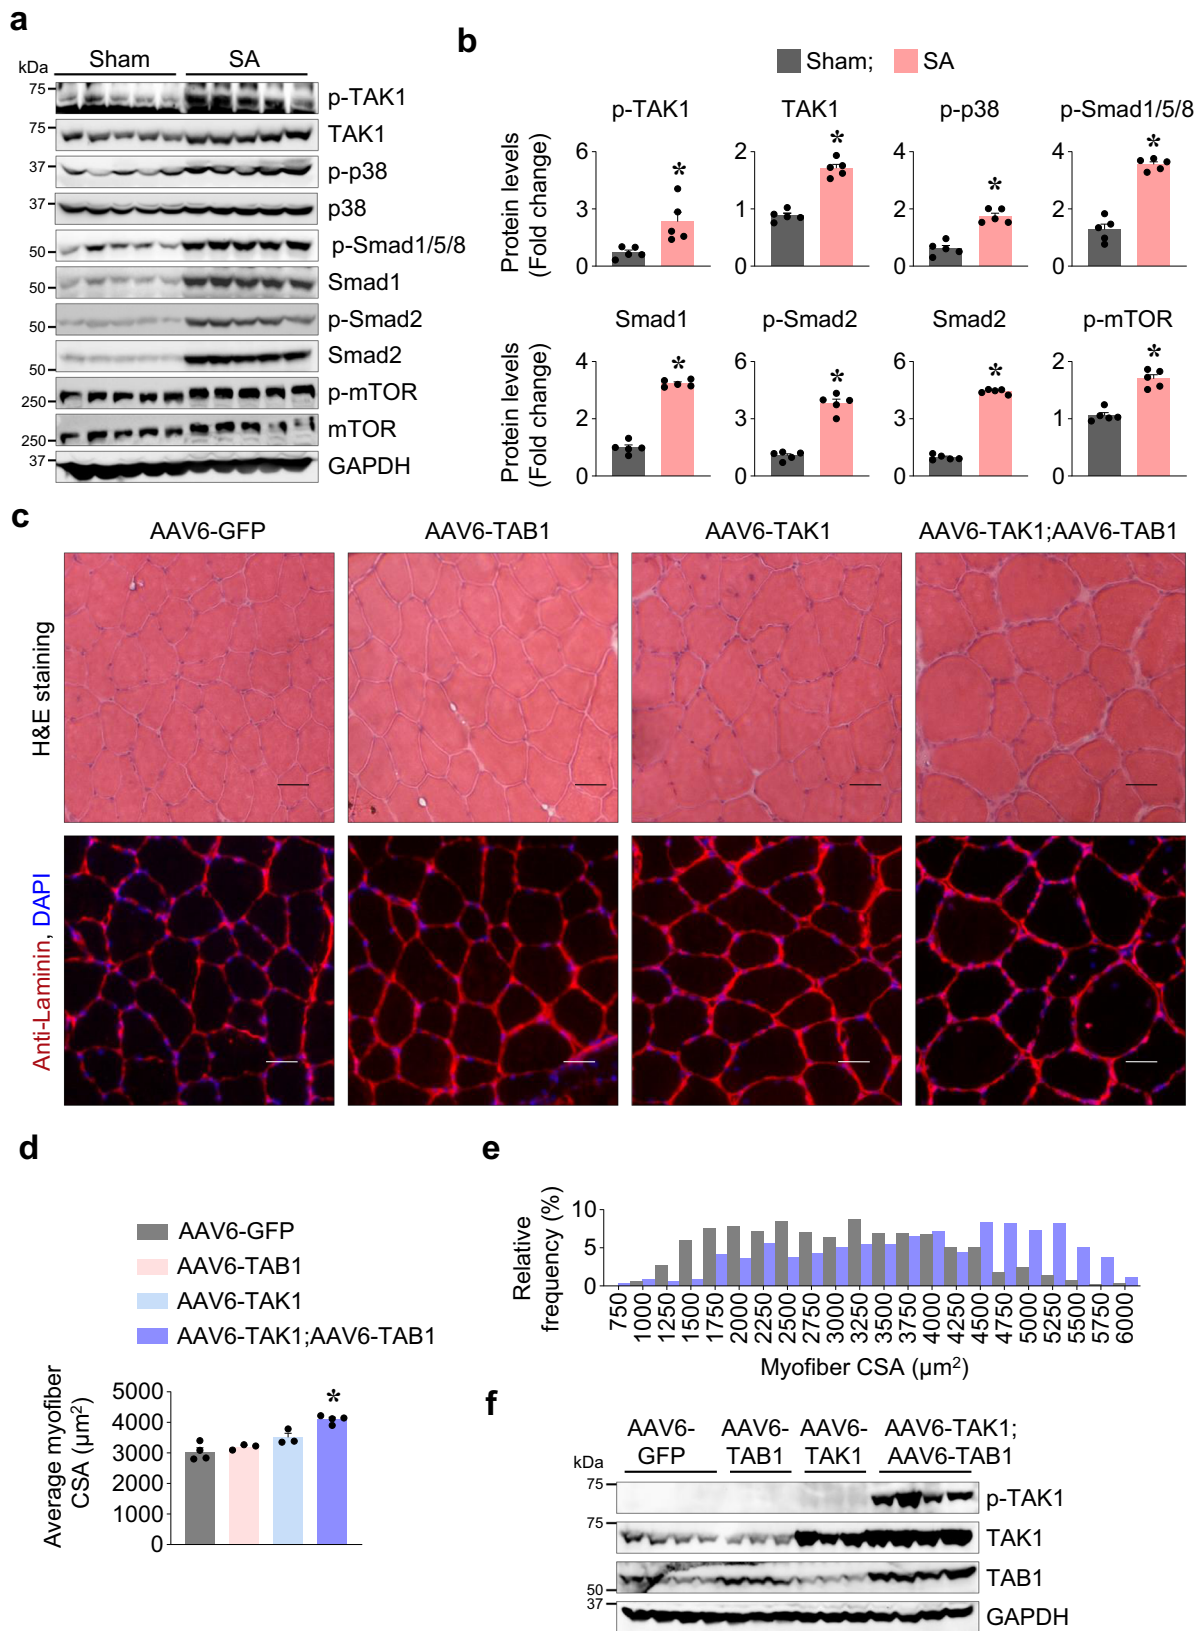 a
Sham
SA
kDa
75
p-TAK1
75
TAK1
37
p-p38
37
p38
50
p-Smad1/5/8
50
Smad1
50
p-Smad2
50
Smad2
250
p-mTOR
250
mTOR
37
GAPDH
b
Sham; SA
p-TAK1
TAK1
p-p38
p-Smad1/5/8
Protein levels
(Fold change)
6
3
0
*
2
1
0
*
4
2
0
*
4
2
0
*
Smad1
p-Smad2
Smad2
p-mTOR
Protein levels
(Fold change)
4
2
0
*
6
3
0
*
6
3
0
*
2
1
0
*
c
AAV6-GFP
AAV6-TAB1
AAV6-TAK1
AAV6-TAK1;AAV6-TAB1
H&E staining
Anti-Laminin, DAPI
d
AAV6-GFP
AAV6-TAB1
AAV6-TAK1
AAV6-TAK1;AAV6-TAB1
Average myofiber
CSA (µm²)
5000
4000
3000
2000
1000
0
*
e
Relative
frequency (%)
10
5
0
750
1000
1250
1500
1750
2000
2250
2500
2750
3000
3250
3500
3750
4000
4250
4500
4750
5000
5250
5500
5750
6000
Myofiber CSA (µm²)
f
AAV6-
GFP
AAV6-
TAB1
AAV6-
TAK1
AAV6-TAK1;
AAV6-TAB1
kDa
75
p-TAK1
75
TAK1
50
TAB1
37
GAPDH